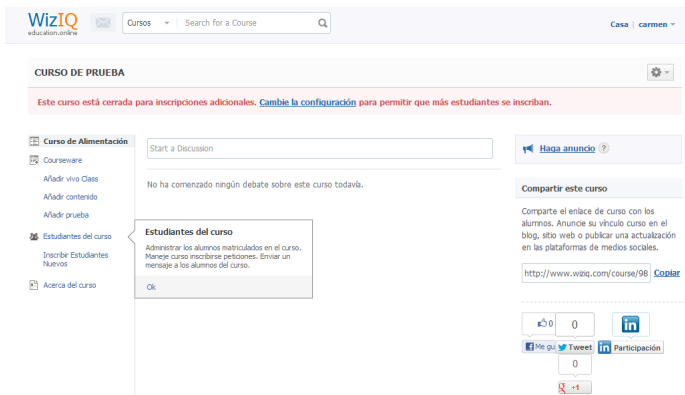 WizIQ
education.online
Cursos
Search for a Course
Casa | carmen
CURSO DE PRUEBA
Este curso está cerrada para inscripciones adicionales. Cambie la configuración para permitir que más estudiantes se inscriban.
Curso de Alimentación
Courseware
Añadir vivo Class
Añadir contenido
Añadir prueba
Estudiantes del curso
Inscribir Estudiantes
Nuevos
Acerca del curso
Start a Discussion
No ha comenzado ningún debate sobre este curso todavía.
Estudiantes del curso
Administrar los alumnos matriculados en el curso.
Maneje curso inscribirse peticiones. Enviar un
mensaje a los alumnos del curso.
Ok
Haga anuncio ?
Compartir este curso
Comparte el enlace de curso con los
alumnos. Anuncie su vínculo curso en el
blog, sitio web o publicar una actualización
en las plataformas de medios sociales.
http://www.wiziq.com/course/98 Copiar
0
0
in
Me gu
Tweet
in Participación
0
+1